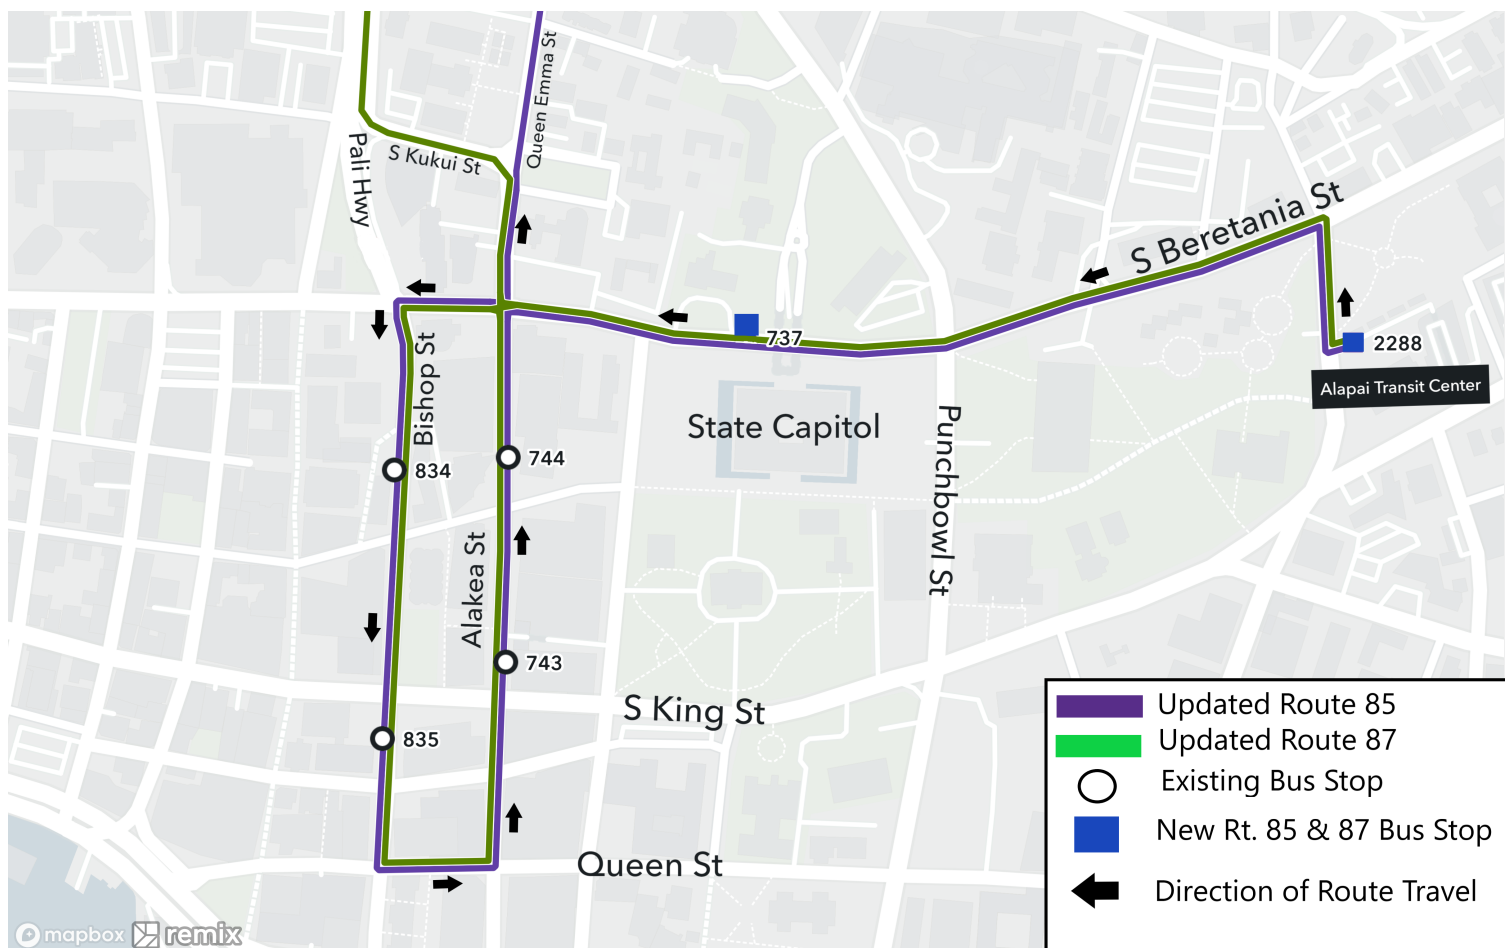 Queen Emma St
S Kukui St
Pali Hwy
S Beretania St
737
2288
Alapai Transit Center
Bishop St
State Capitol
Punchbowl St
834
744
Alakea St
743
S King St
835
Queen St
Updated Route 85
Updated Route 87
Existing Bus Stop
New Rt. 85 & 87 Bus Stop
Direction of Route Travel
mapbox
remix